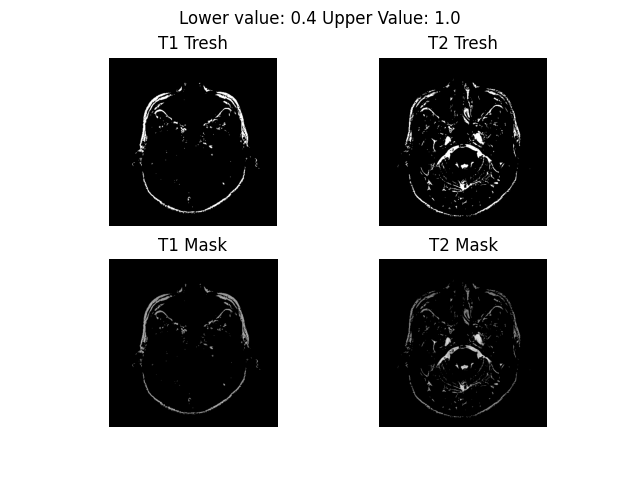 Lower value: 0.4 Upper Value: 1.0
T1 Tresh
T2 Tresh
T1 Mask
T2 Mask